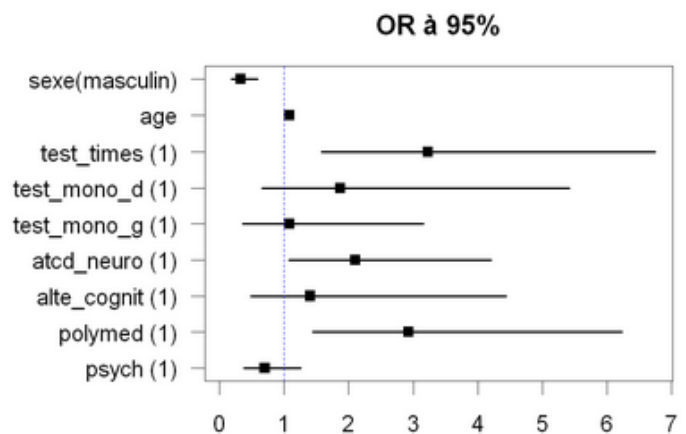 OR à 95%
sexe(masculin)
age
test_times (1)
test_mono_d (1)
test_mono_g (1)
atcd_neuro (1)
alte_cognit (1)
polymed (1)
psych (1)
0 1 2 3 4 5 6 7